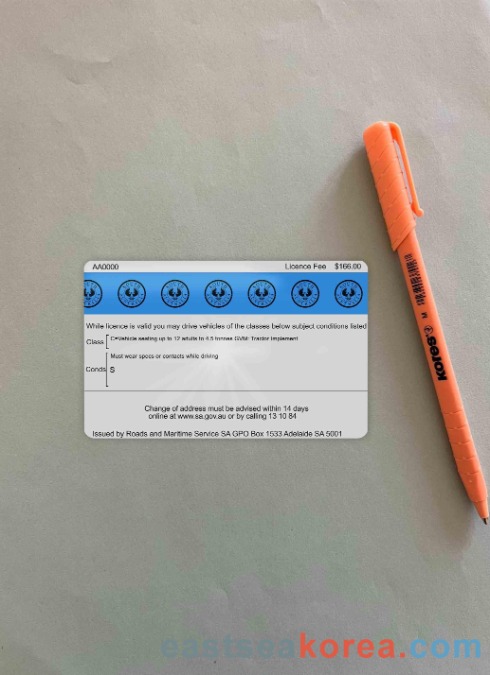 AA0000 Licence Fee $166.00
While licence is valid you may drive vehicles of the classes below subject conditions listed
Class C=Vehicle seating up to 12 adults to 4.5 tonnes GVM: Tractor Implement
Must wear specs or contacts while driving
Conds S
Change of address must be advised within 14 days
online at www.sa.gov.au or by calling 13 10 84
Issued by Roads and Maritime Service SA GPO Box 1533 Adelaide SA 5001
M
kores
eastseakorea.com